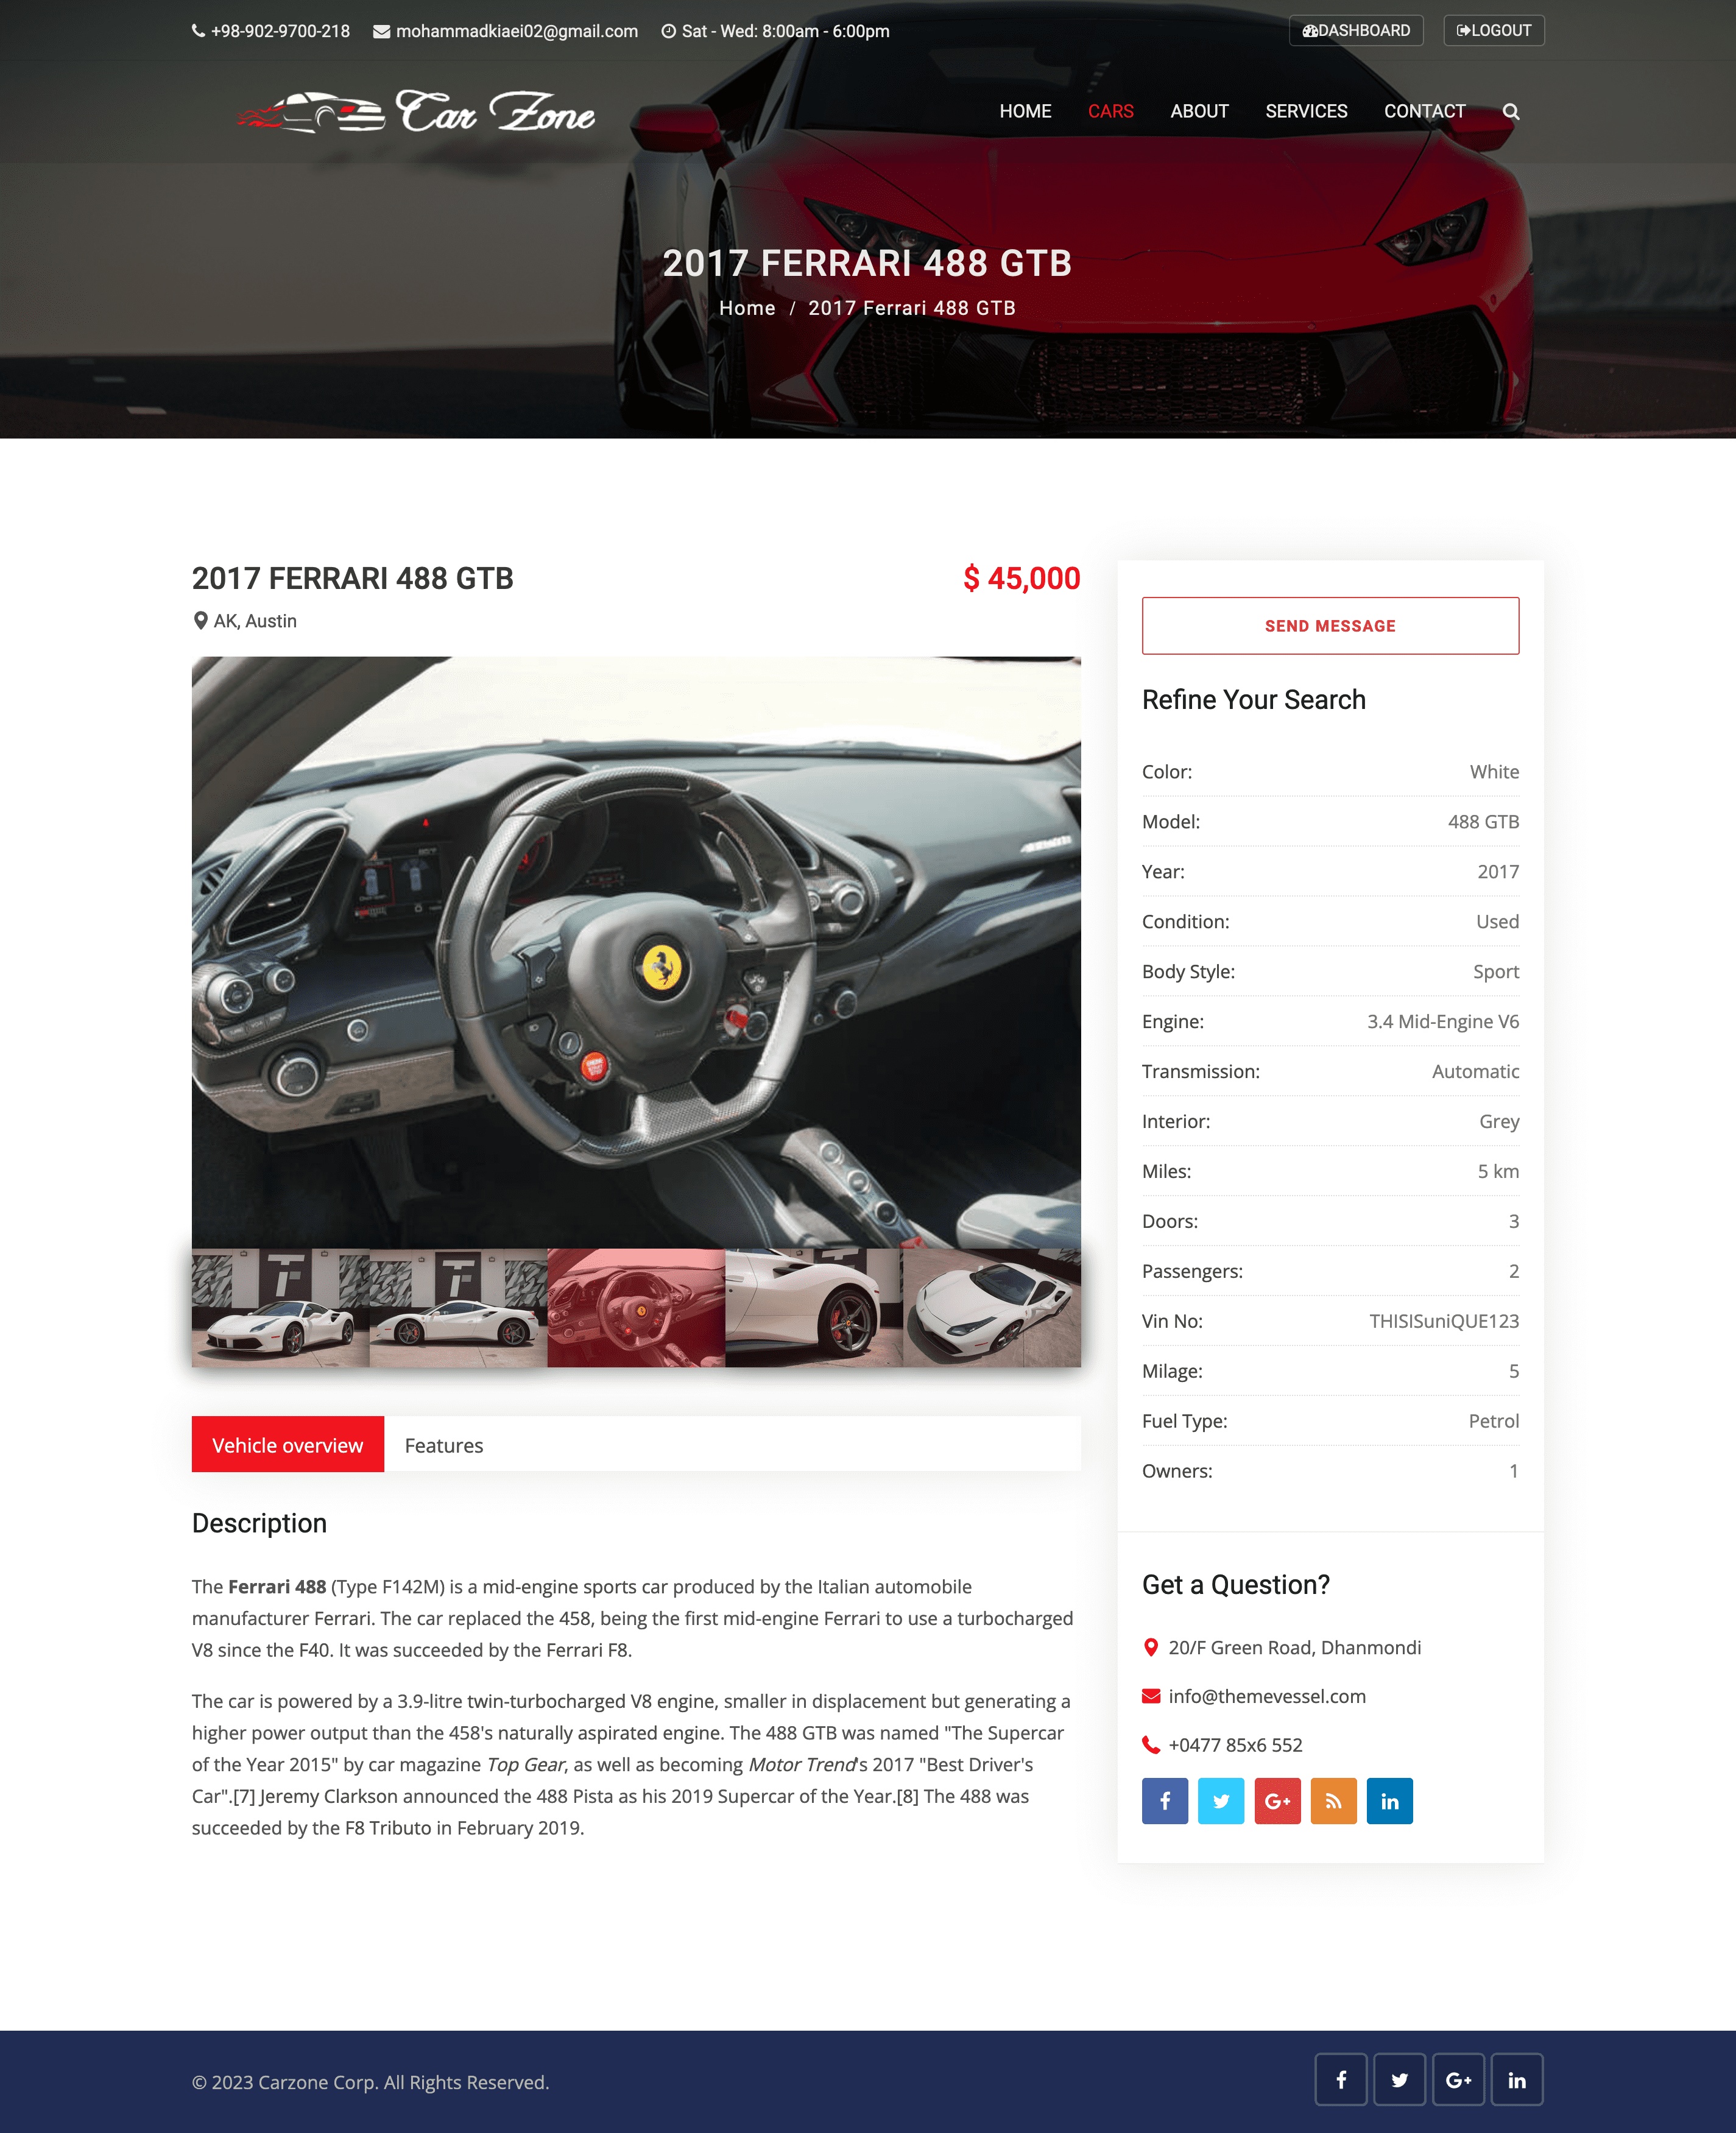 +98-902-9700-218 mohammadkiaei02@gmail.com Sat - Wed: 8:00am - 6:00pm DASHBOARD LOGOUT
Car Zone HOME CARS ABOUT SERVICES CONTACT
2017 FERRARI 488 GTB
Home / 2017 Ferrari 488 GTB
2017 FERRARI 488 GTB $ 45,000
AK, Austin
Vehicle overview Features
Description
The Ferrari 488 (Type F142M) is a mid-engine sports car produced by the Italian automobile
manufacturer Ferrari. The car replaced the 458, being the first mid-engine Ferrari to use a turbocharged
V8 since the F40. It was succeeded by the Ferrari F8.
The car is powered by a 3.9-litre twin-turbocharged V8 engine, smaller in displacement but generating a
higher power output than the 458's naturally aspirated engine. The 488 GTB was named "The Supercar
of the Year 2015" by car magazine Top Gear, as well as becoming Motor Trend's 2017 "Best Driver's
Car".[7] Jeremy Clarkson announced the 488 Pista as his 2019 Supercar of the Year.[8] The 488 was
succeeded by the F8 Tributo in February 2019.
SEND MESSAGE
Refine Your Search
Color: White
Model: 488 GTB
Year: 2017
Condition: Used
Body Style: Sport
Engine: 3.4 Mid-Engine V6
Transmission: Automatic
Interior: Grey
Miles: 5 km
Doors: 3
Passengers: 2
Vin No: THISISuniQUE123
Milage: 5
Fuel Type: Petrol
Owners: 1
Get a Question?
20/F Green Road, Dhanmondi
info@themevessel.com
+0477 85x6 552
© 2023 Carzone Corp. All Rights Reserved.